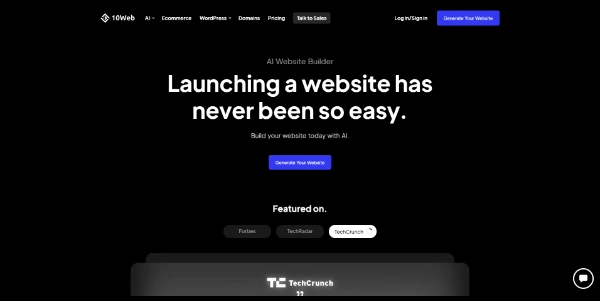 10Web AI Ecommerce WordPress Domains Pricing Talk to Sales Log in/Sign in Generate Your Website
AI Website Builder
Launching a website has
never been so easy.
Build your website today with AI
Generate Your Website
Featured on.
Forbes TechRadar TechCrunch
TC TechCrunch
”